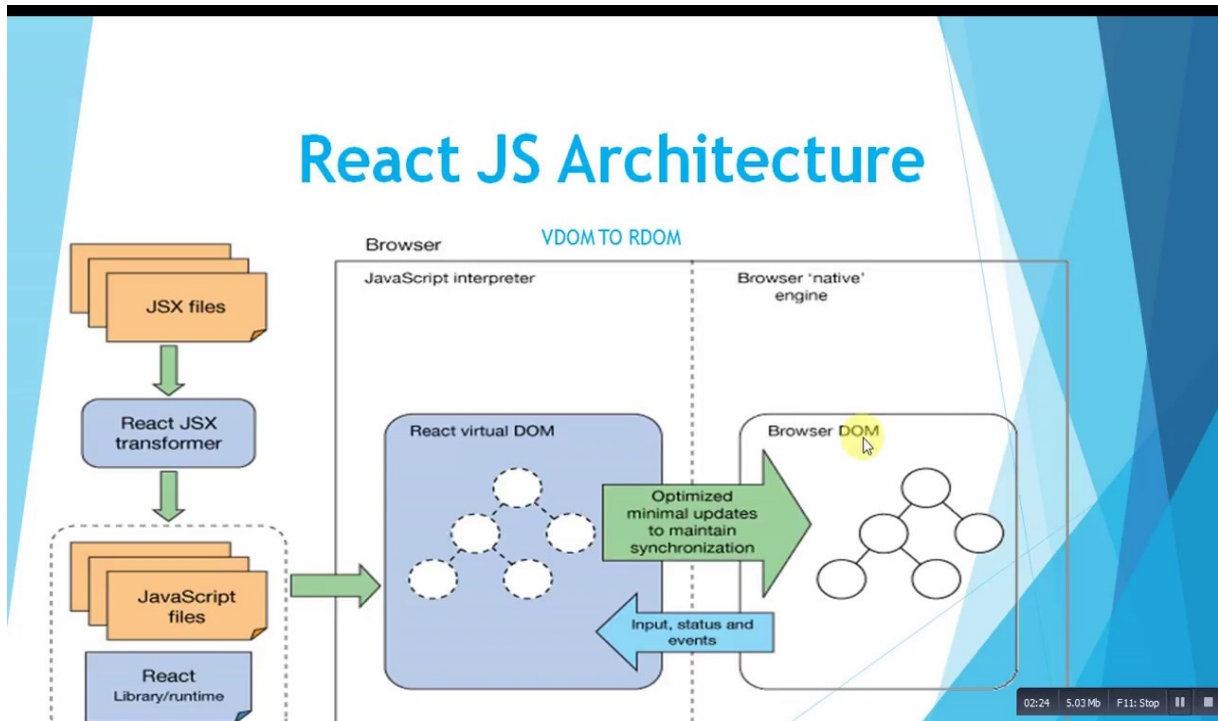 React JS Architecture
VDOM TO RDOM
Browser
JavaScript interpreter
Browser ‘native’
engine
JSX files
React JSX
transformer
JavaScript
files
React
Library/runtime
React virtual DOM
Optimized
minimal updates
to maintain
synchronization
Input, status and
events
Browser DOM
02:24 5.03 Mb F11: Stop